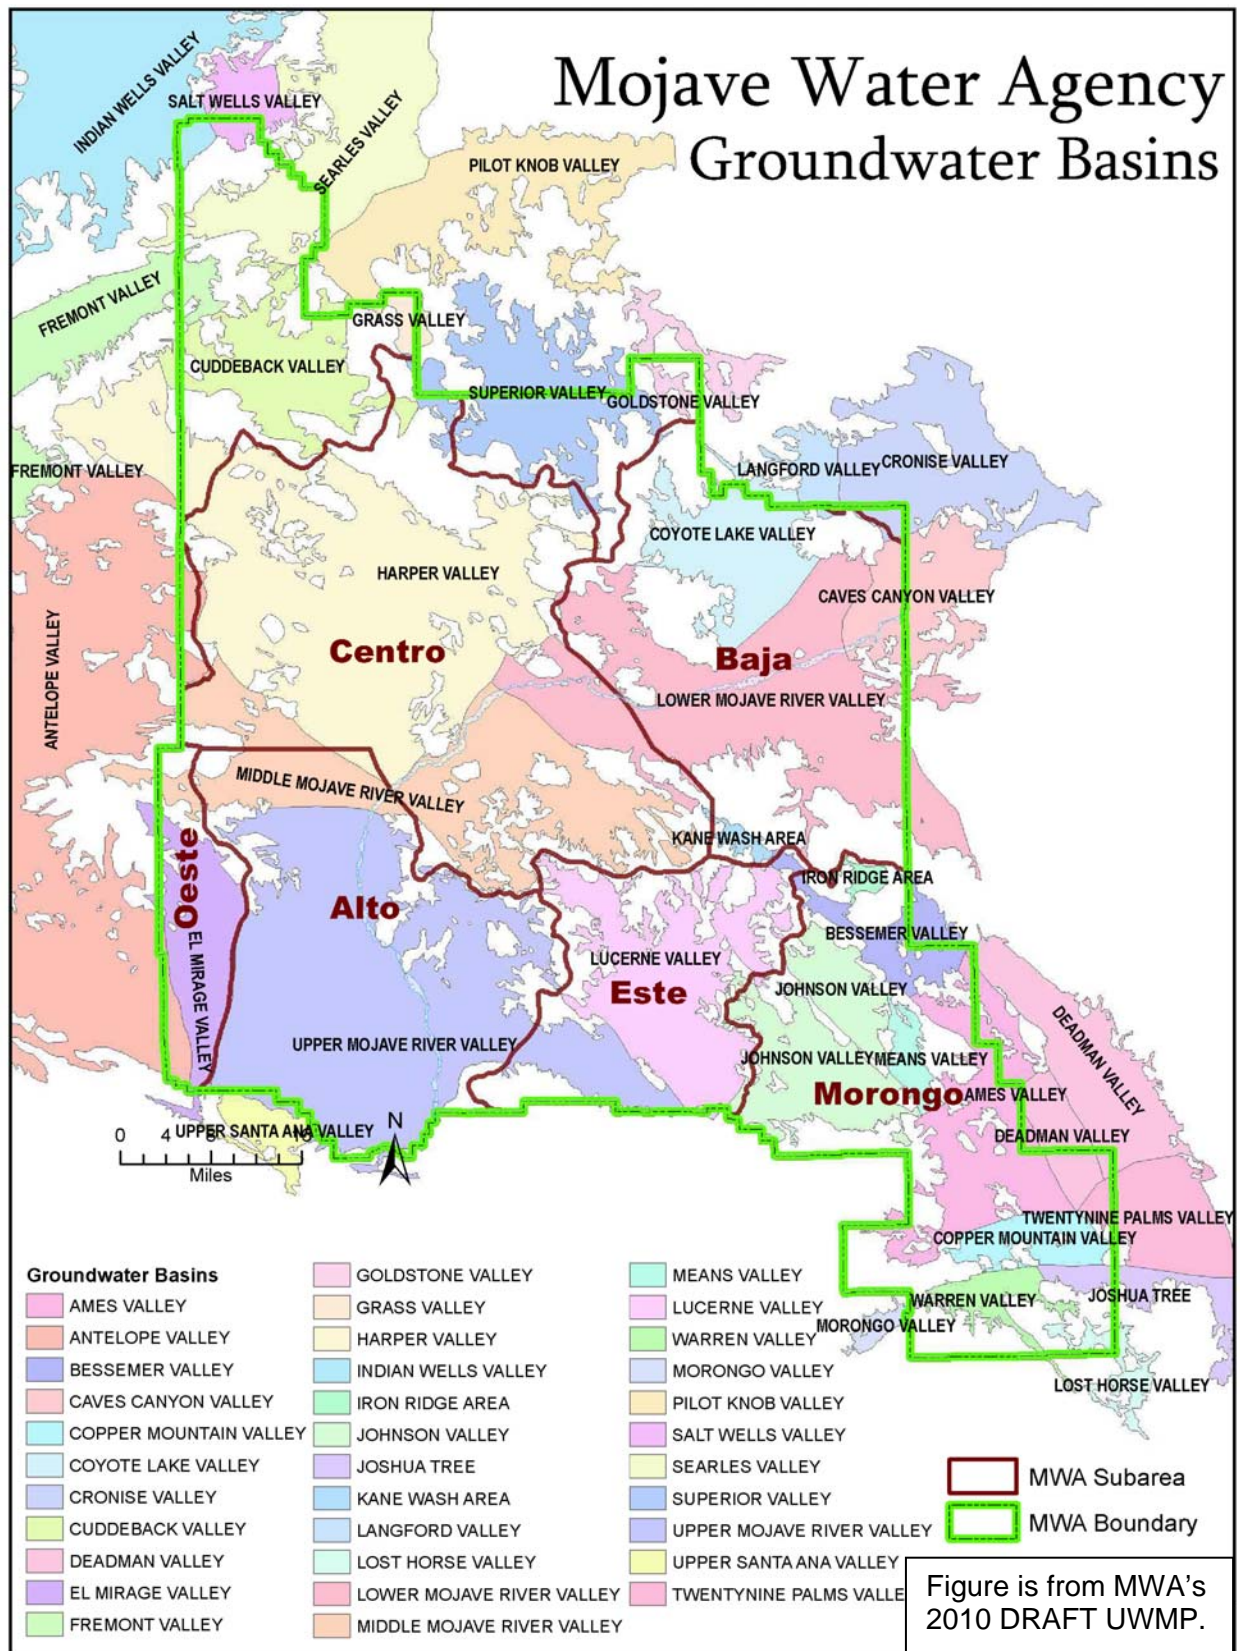 Mojave Water Agency
Groundwater Basins
INDIAN WELLS VALLEY
SALT WELLS VALLEY
SEARLES VALLEY
PILOT KNOB VALLEY
FREMONT VALLEY
GRASS VALLEY
CUDDEBACK VALLEY
SUPERIOR VALLEY
GOLDSTONE VALLEY
FREMONT VALLEY
LANGFORD VALLEY
CRONISE VALLEY
COYOTE LAKE VALLEY
HARPER VALLEY
CAVES CANYON VALLEY
ANTELOPE VALLEY
Centro
Baja
LOWER MOJAVE RIVER VALLEY
MIDDLE MOJAVE RIVER VALLEY
KANE WASH AREA
IRON RIDGE AREA
Oeste
Alto
BESSEMER VALLEY
EL MIRAGE VALLEY
LUCERNE VALLEY
Este
JOHNSON VALLEY
DEADMAN VALLEY
UPPER MOJAVE RIVER VALLEY
JOHNSON VALLEY
MEANS VALLEY
Morongo
AMES VALLEY
DEADMAN VALLEY
N
0 4 8 16
UPPER SANTA ANA VALLEY
Miles
TWENTYNINE PALMS VALLEY
COPPER MOUNTAIN VALLEY
JOSHUA TREE
WARREN VALLEY
MORONGO VALLEY
LOST HORSE VALLEY
Groundwater Basins
AMES VALLEY
ANTELOPE VALLEY
BESSEMER VALLEY
CAVES CANYON VALLEY
COPPER MOUNTAIN VALLEY
COYOTE LAKE VALLEY
CRONISE VALLEY
CUDDEBACK VALLEY
DEADMAN VALLEY
EL MIRAGE VALLEY
FREMONT VALLEY
GOLDSTONE VALLEY
GRASS VALLEY
HARPER VALLEY
INDIAN WELLS VALLEY
IRON RIDGE AREA
JOHNSON VALLEY
JOSHUA TREE
KANE WASH AREA
LANGFORD VALLEY
LOST HORSE VALLEY
LOWER MOJAVE RIVER VALLEY
MIDDLE MOJAVE RIVER VALLEY
MEANS VALLEY
LUCERNE VALLEY
WARREN VALLEY
MORONGO VALLEY
PILOT KNOB VALLEY
SALT WELLS VALLEY
SEARLES VALLEY
SUPERIOR VALLEY
UPPER MOJAVE RIVER VALLEY
UPPER SANTA ANA VALLEY
TWENTYNINE PALMS VALLE
MWA Subarea
MWA Boundary
Figure is from MWA's
2010 DRAFT UWMP.